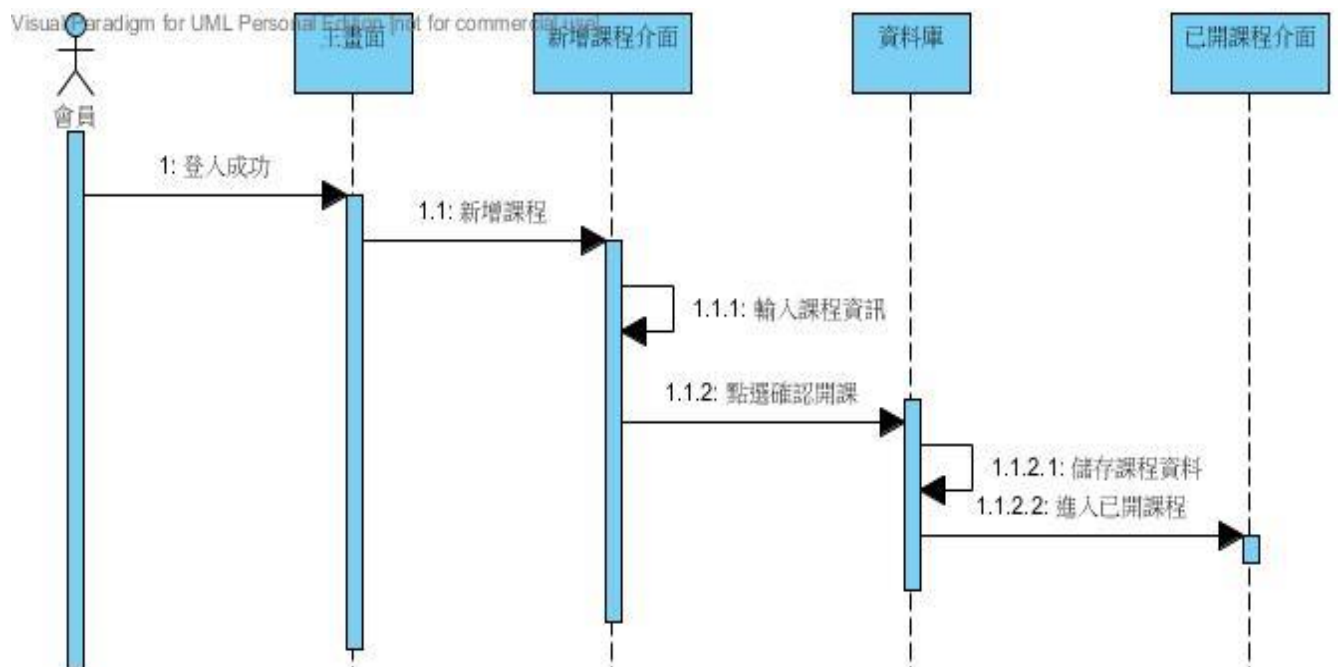 Visual Paradigm for UML Personal Edition [not for commercial use]
主畫面
新增課程介面
資料庫
已開課程介面
會員
1: 登入成功
1.1: 新增課程
1.1.1: 輸入課程資訊
1.1.2: 點選確認開課
1.1.2.1: 儲存課程資料
1.1.2.2: 進入已開課程